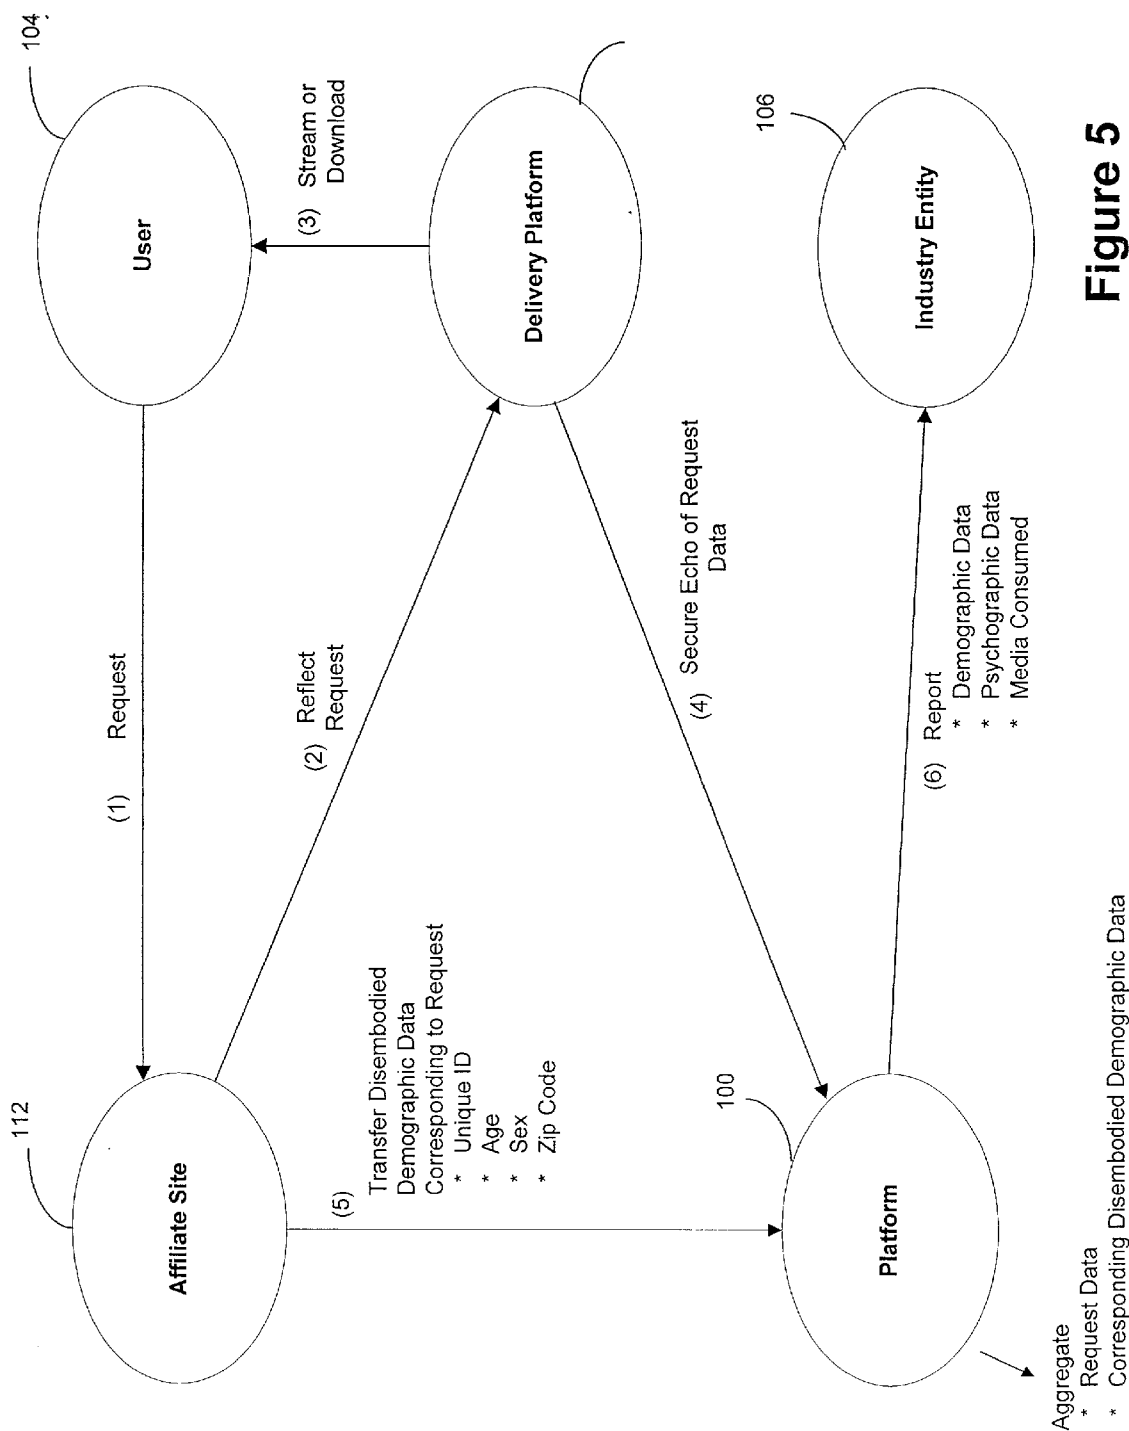 112
Affiliate Site
(1) Request
104
User
(2) Reflect
Request
(3) Stream or
Download
(5)
Transfer Disembodied
Demographic Data
Corresponding to Request
* Unique ID
* Age
* Sex
* Zip Code
Delivery Platform
(4) Secure Echo of Request
Data
100
Platform
106
Industry Entity
(6) Report
* Demographic Data
* Psychographic Data
* Media Consumed
Aggregate
* Request Data
* Corresponding Disembodied Demographic Data
Figure 5